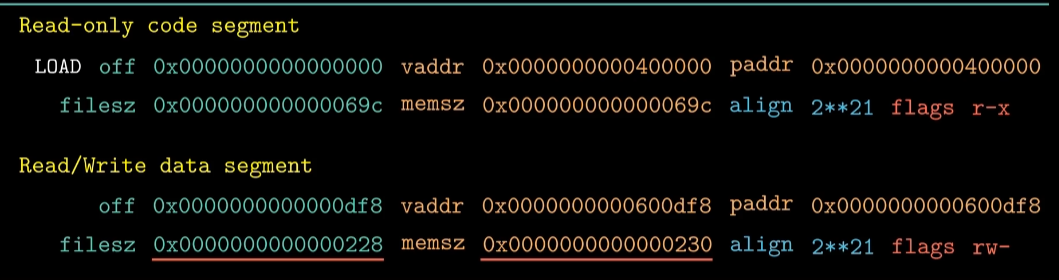 Read-only code segment
LOAD off 0x0000000000000000 vaddr 0x0000000000400000 paddr 0x0000000000400000
filesz 0x000000000000069c memsz 0x000000000000069c align 2**21 flags r-x
Read/Write data segment
off 0x0000000000000df8 vaddr 0x0000000000600df8 paddr 0x0000000000600df8
filesz 0x0000000000000228 memsz 0x0000000000000230 align 2**21 flags rw-